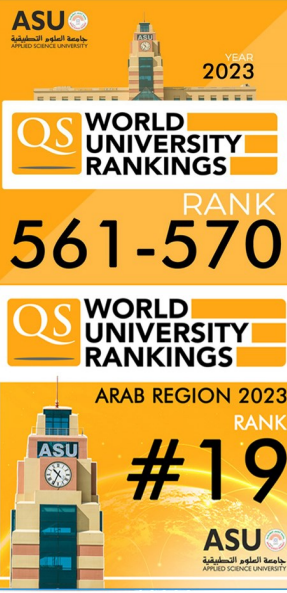 ASU
جامعة العلوم التطبيقية
APPLIED SCIENCE UNIVERSITY
ASU
YEAR
2023
QS WORLD
UNIVERSITY
RANKINGS
RANK
561-570
QS WORLD
UNIVERSITY
RANKINGS
ARAB REGION 2023
RANK
#19
ASU
ASU
جامعة العلوم التطبيقية
APPLIED SCIENCE UNIVERSITY